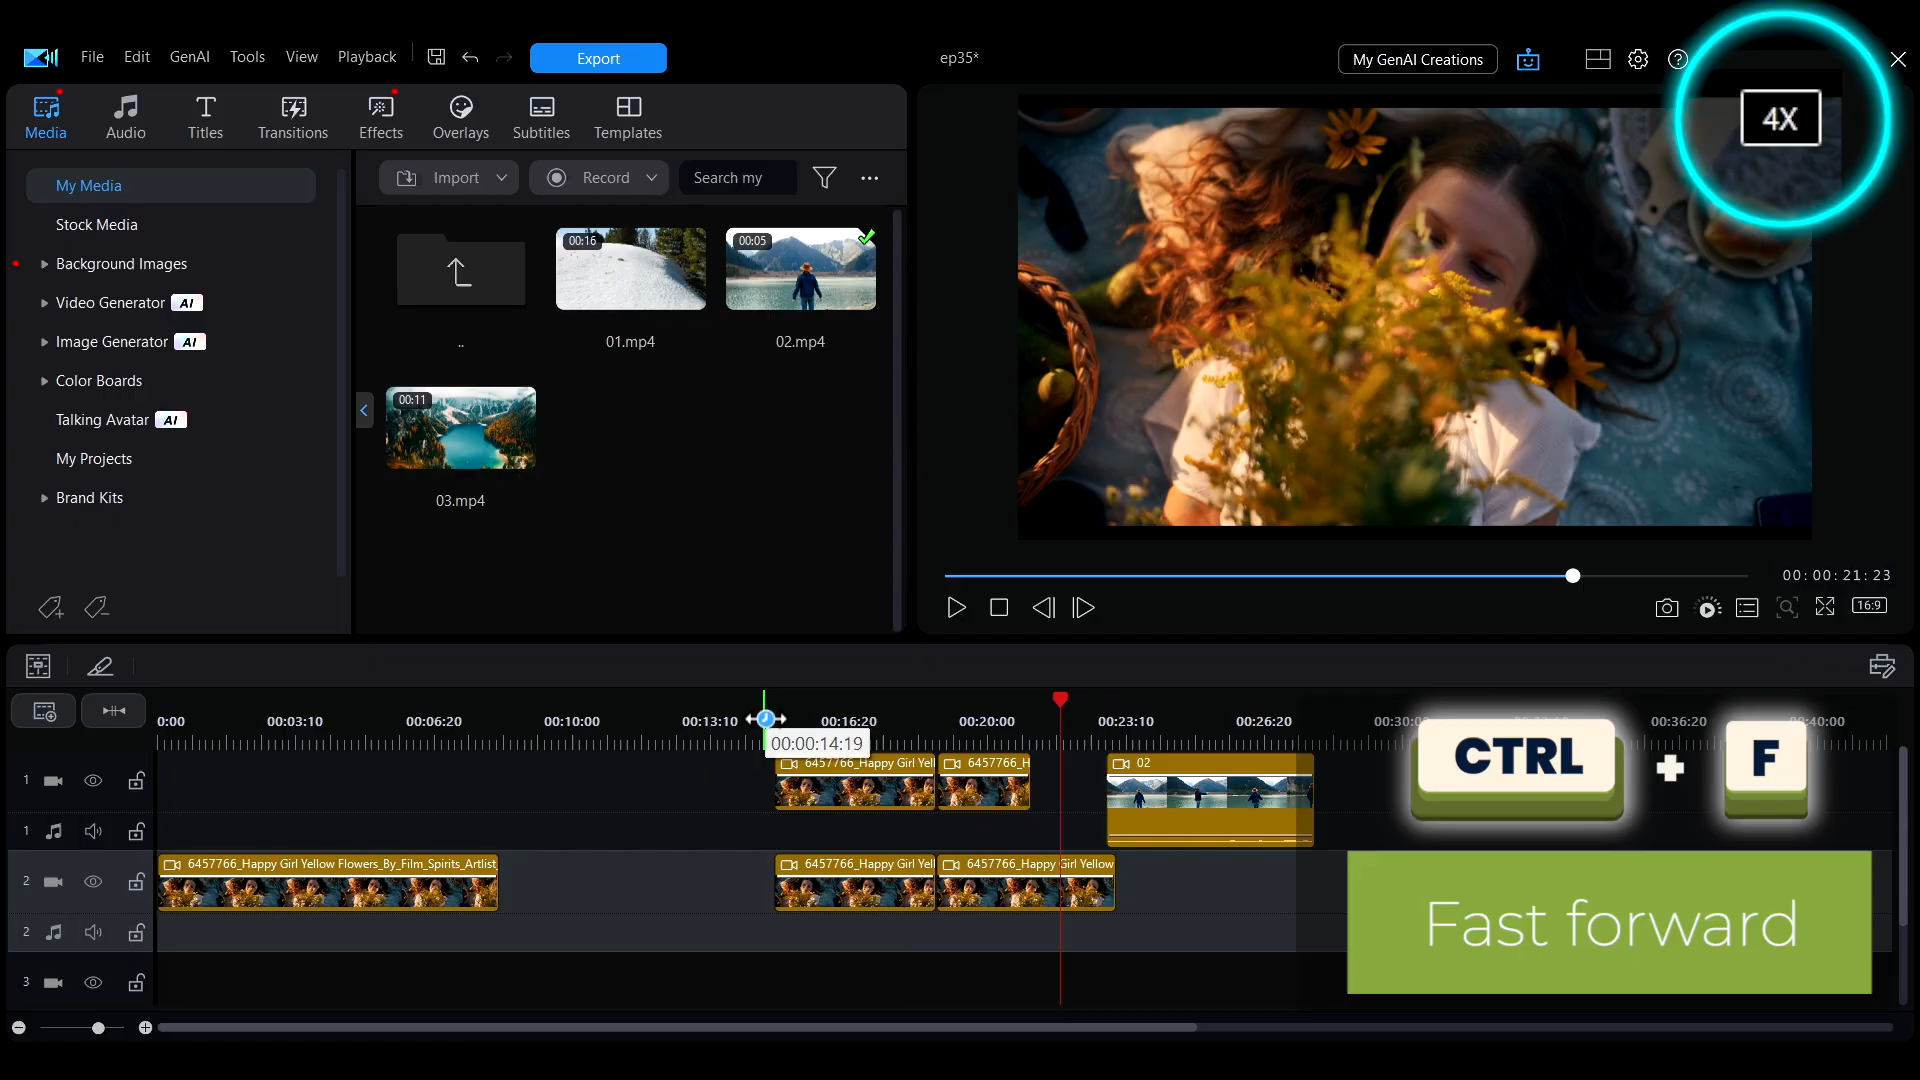 File Edit GenAI Tools View Playback
Export
ep35*
My GenAI Creations
4X
Media Audio Titles Transitions Effects Overlays Subtitles Templates
My Media
Stock Media
Background Images
Video Generator AI
Image Generator AI
Color Boards
Talking Avatar AI
My Projects
Brand Kits
Import Record Search my
00:16
00:05
.. 01.mp4 02.mp4
00:11
03.mp4
00:00:21:23
16:9
0:00 00:03:10 00:06:20 00:10:00 00:13:10 00:16:20 00:20:00 00:23:10 00:26:20 00:36:20
00:00:14:19
1 6457766_Happy Girl Yell 6457766_H 02
1
2 6457766_Happy Girl Yellow Flowers_By_Film_Spirits_Artlist 6457766_Happy Girl Yell 6457766_Happy Girl Yellow
2
3
CTRL + F
Fast forward